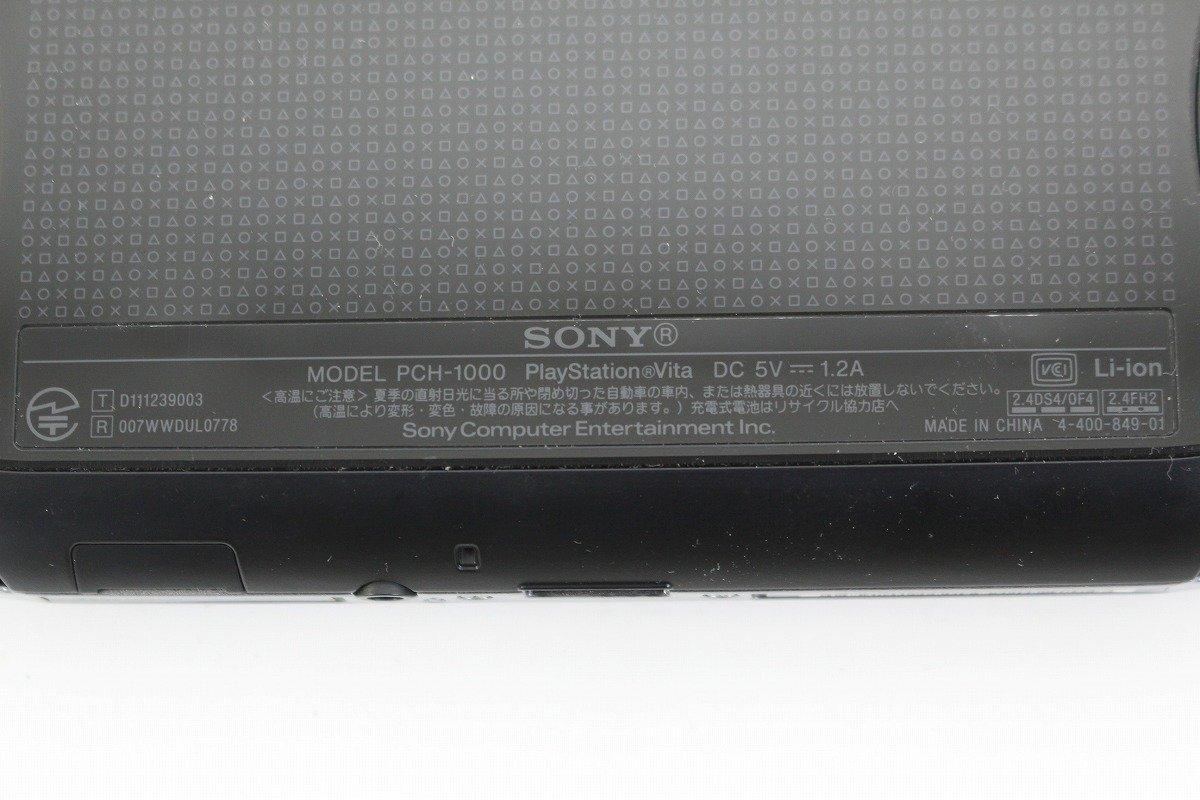 SONY®
MODEL PCH-1000 PlayStation®Vita DC 5V⎓1.2A
VCI Li-ion
T D111239003
R 007WWDUL0778
<高温にご注意> 夏季の直射日光に当る所や閉め切った自動車の車内、または熱器具の近くには放置しないでください。
(高温により変形・変色・故障の原因になる事があります。) 充電式電池はリサイクル協力店へ
2.4DS4/OF4 2.4FH2
Sony Computer Entertainment Inc.
MADE IN CHINA 4-400-849-01